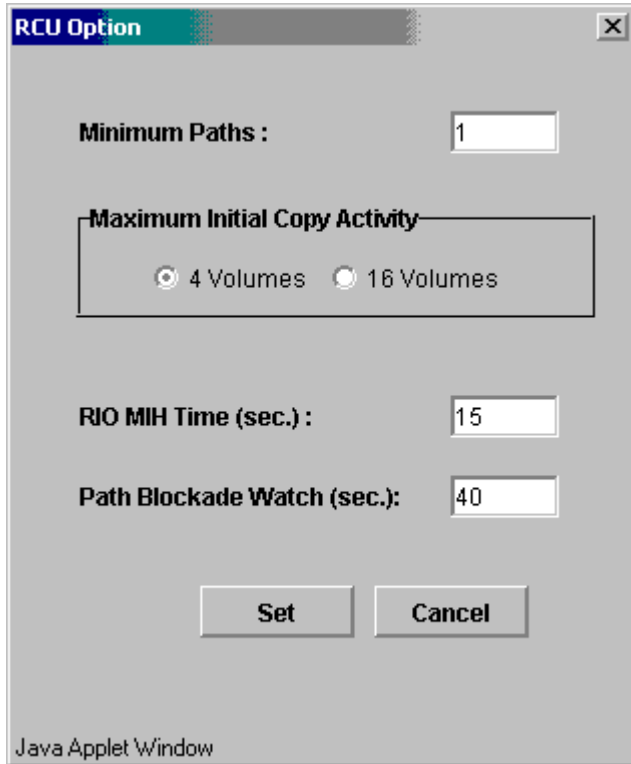 RCU Option
Minimum Paths : 1
Maximum Initial Copy Activity
4 Volumes 16 Volumes
RIO MIH Time (sec.) : 15
Path Blockade Watch (sec.): 40
Set Cancel
Java Applet Window